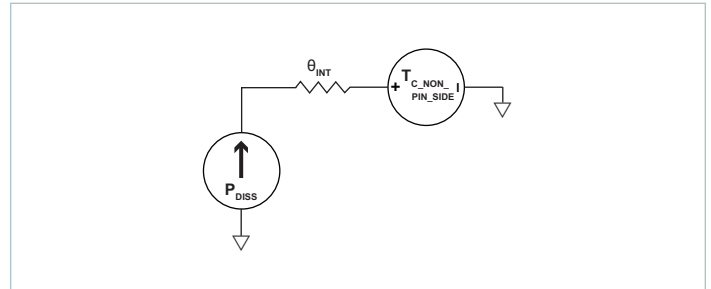 θINT
+ TC_NON_ I
PIN_SIDE
PDISS